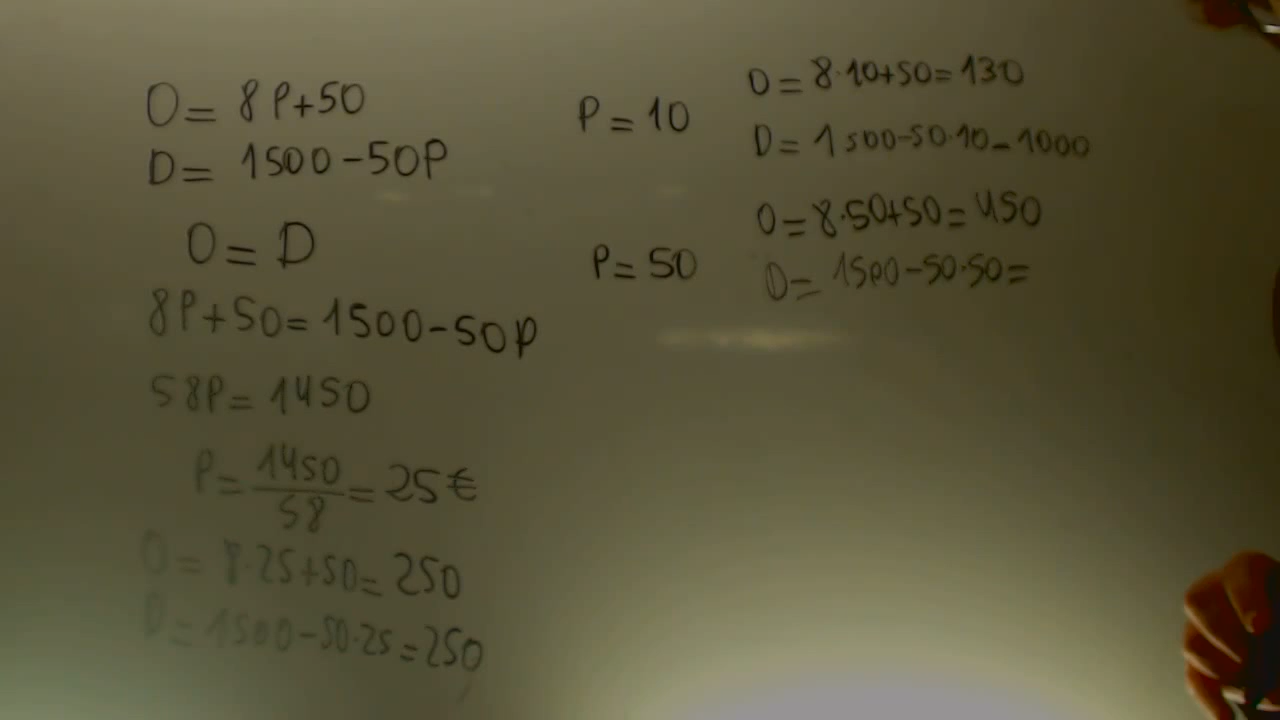 O = 8P+50
D = 1500-50P
O = D
8P+50= 1500-50P
58P= 1450
P= 1450/58 = 25€
O = 8·25+50= 250
D = 1500-50·25 = 250
P = 10
O = 8·10+50= 130
D = 1500-50·10= 1000
P= 50
O = 8·50+50= 450
D= 1500-50·50=